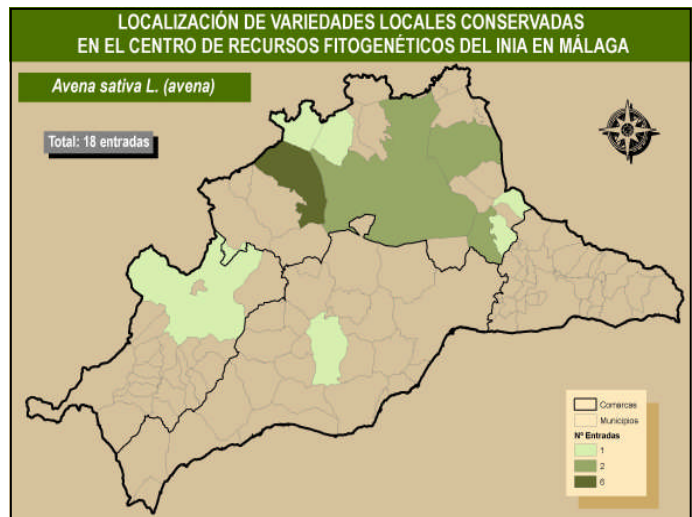 LOCALIZACIÓN DE VARIEDADES LOCALES CONSERVADAS
EN EL CENTRO DE RECURSOS FITOGENÉTICOS DEL INIA EN MÁLAGA
Avena sativa L. (avena)
Total: 18 entradas
Comarcas
Municipios
Nº Entradas
1
2
6